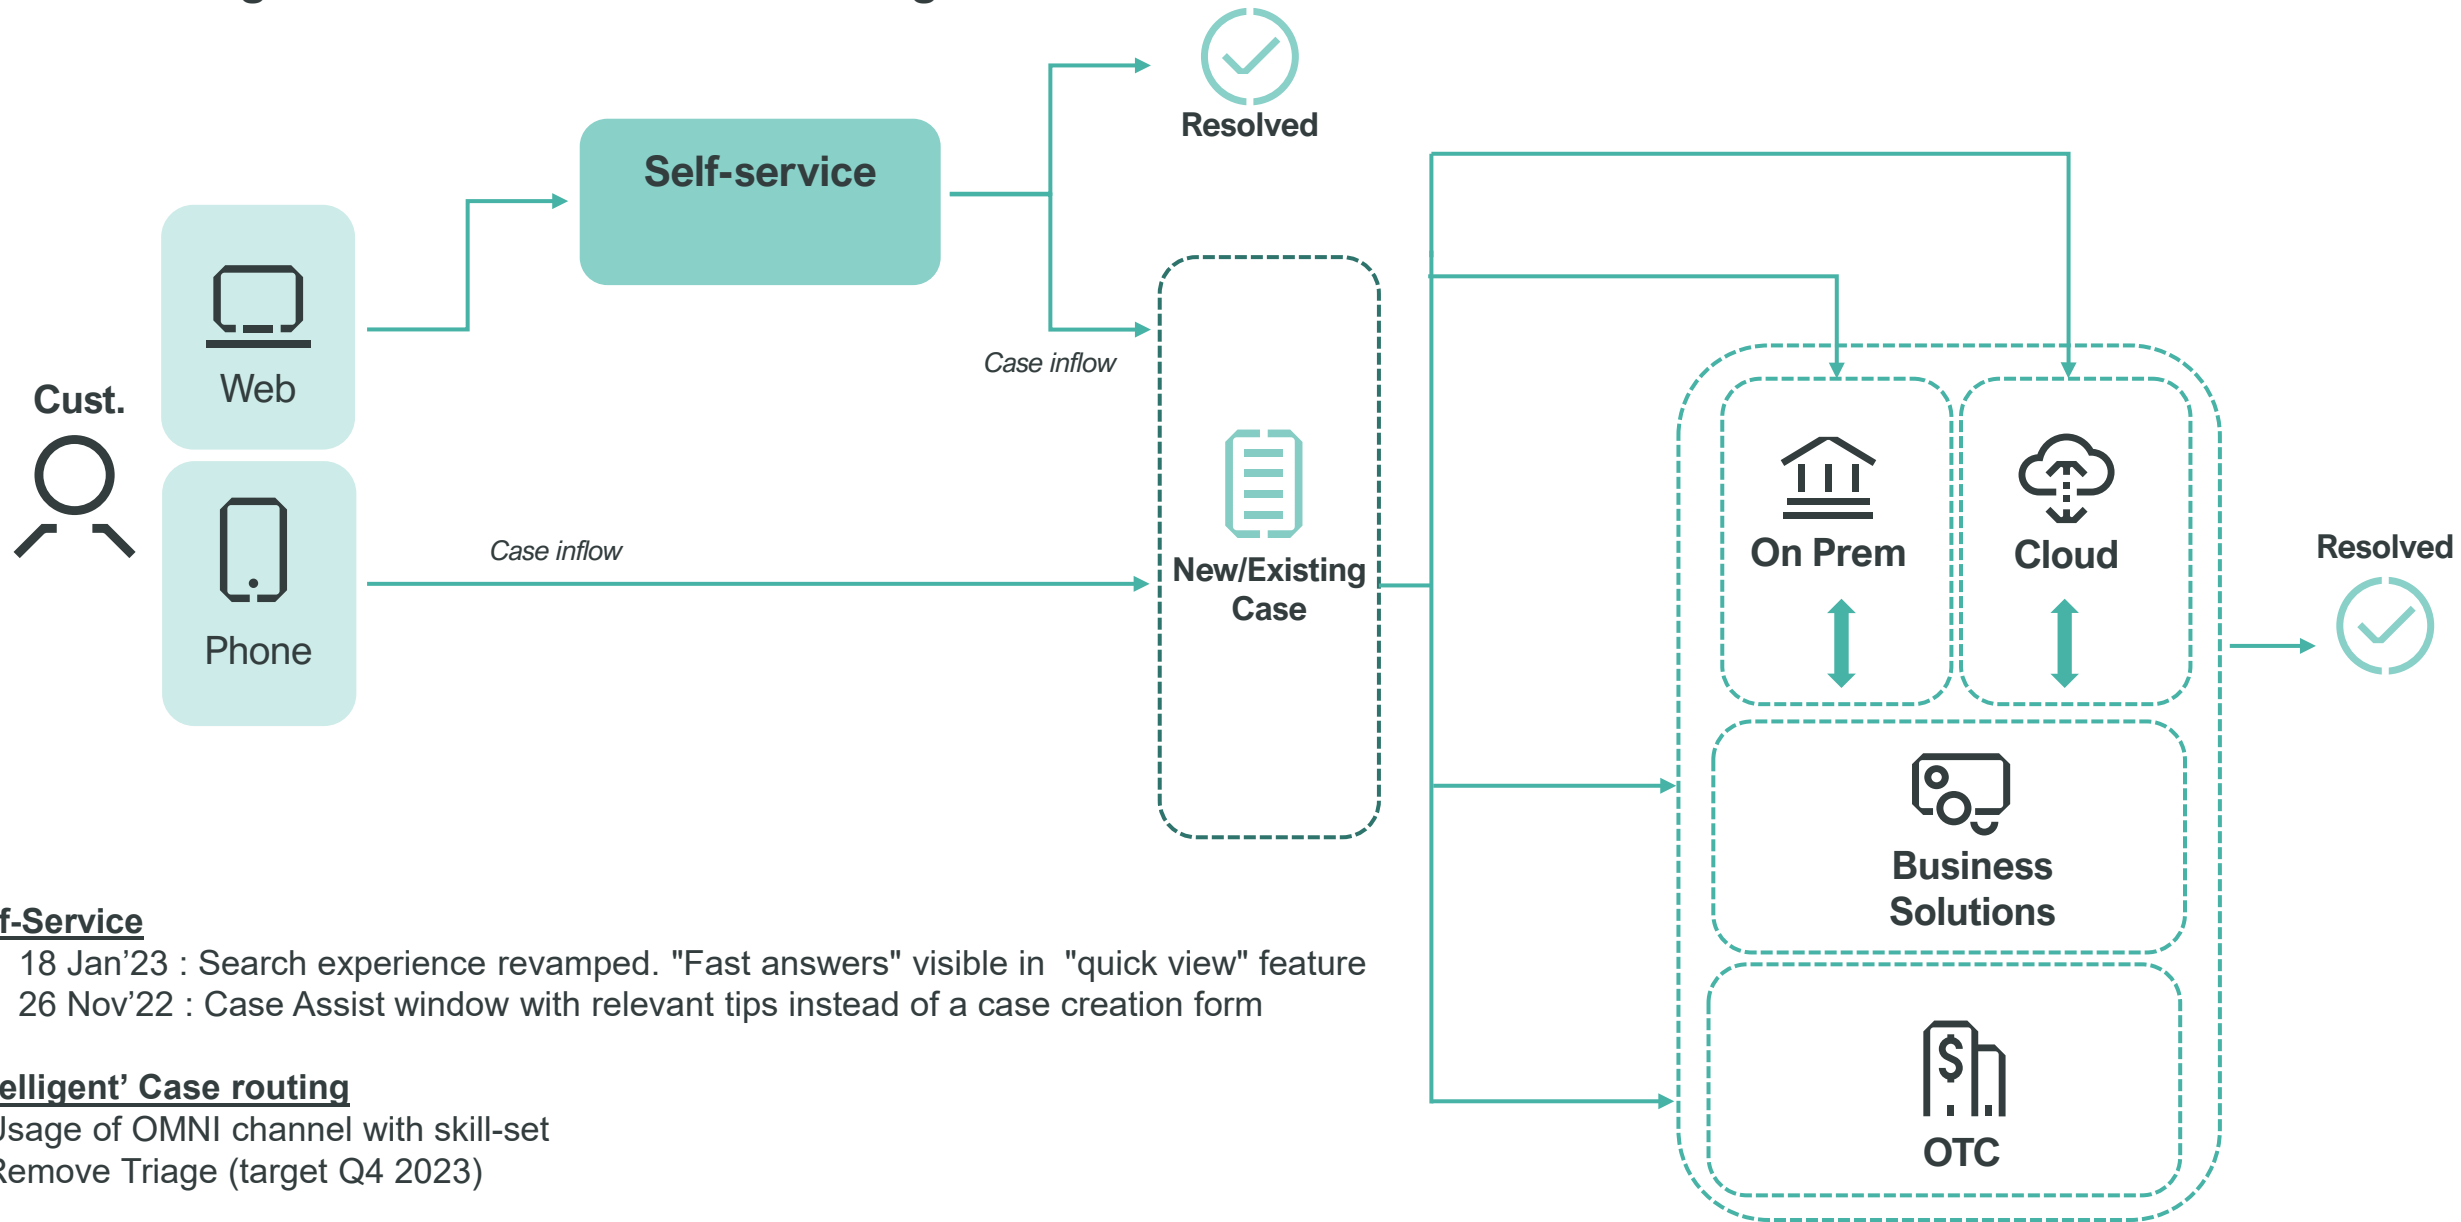 Resolved
Self-service
Web
Cust.
Case inflow
Case inflow
Phone
New/Existing
Case
On Prem
Cloud
Resolved
Business
Solutions
OTC
f-Service
18 Jan’23 : Search experience revamped. "Fast answers" visible in "quick view" feature
26 Nov’22 : Case Assist window with relevant tips instead of a case creation form
elligent’ Case routing
Usage of OMNI channel with skill-set
Remove Triage (target Q4 2023)